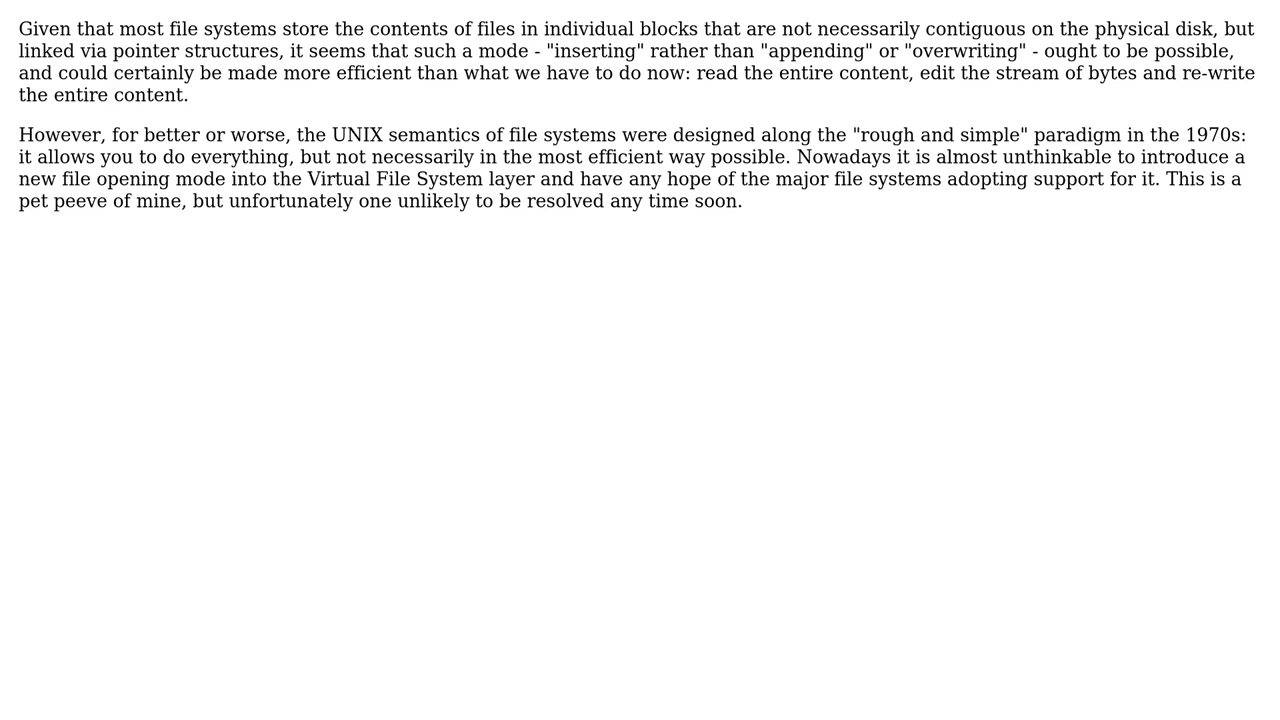 Given that most file systems store the contents of files in individual blocks that are not necessarily contiguous on the physical disk, but
linked via pointer structures, it seems that such a mode - "inserting" rather than "appending" or "overwriting" - ought to be possible,
and could certainly be made more efficient than what we have to do now: read the entire content, edit the stream of bytes and re-write
the entire content.
However, for better or worse, the UNIX semantics of file systems were designed along the "rough and simple" paradigm in the 1970s:
it allows you to do everything, but not necessarily in the most efficient way possible. Nowadays it is almost unthinkable to introduce a
new file opening mode into the Virtual File System layer and have any hope of the major file systems adopting support for it. This is a
pet peeve of mine, but unfortunately one unlikely to be resolved any time soon.